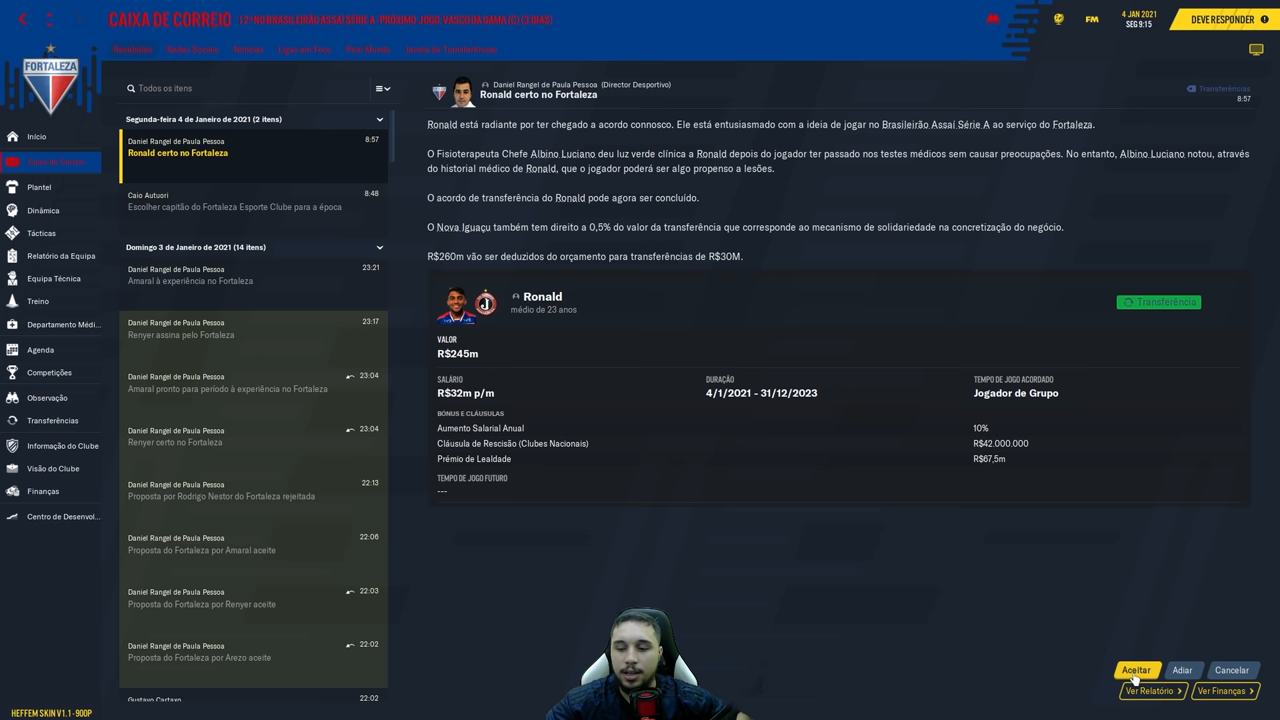 CAIXA DE CORREIO
12º NO BRASILEIRÃO ASSAÍ SÉRIE A - PRÓXIMO JOGO: VASCO DA GAMA (C) (3 DIAS)
FM
4 JAN 2021
SEG 9:15
DEVE RESPONDER
Recebidos
Redes Sociais
Notícias
Ligas em Foco
Pelo Mundo
Janela de Transferências
FORTALEZA
Início
Caixa de Correio
Plantel
Dinâmica
Tácticas
Relatório da Equipa
Equipa Técnica
Treino
Departamento Médi...
Agenda
Competições
Observação
Transferências
Informação do Clube
Visão do Clube
Finanças
Centro de Desenvol...
HEFFEM SKIN V1.1 - 900P
Todos os itens
Segunda-feira 4 de Janeiro de 2021 (2 itens)
Daniel Rangel de Paula Pessoa 8:57
Ronald certo no Fortaleza
Caio Autuori 8:48
Escolher capitão do Fortaleza Esporte Clube para a época
Domingo 3 de Janeiro de 2021 (14 itens)
Daniel Rangel de Paula Pessoa 23:21
Amaral à experiência no Fortaleza
Daniel Rangel de Paula Pessoa 23:17
Renyer assina pelo Fortaleza
Daniel Rangel de Paula Pessoa 23:04
Amaral pronto para período à experiência no Fortaleza
Daniel Rangel de Paula Pessoa 23:04
Renyer certo no Fortaleza
Daniel Rangel de Paula Pessoa 22:13
Proposta por Rodrigo Nestor do Fortaleza rejeitada
Daniel Rangel de Paula Pessoa 22:06
Proposta do Fortaleza por Amaral aceite
Daniel Rangel de Paula Pessoa 22:03
Proposta do Fortaleza por Renyer aceite
Daniel Rangel de Paula Pessoa 22:02
Proposta do Fortaleza por Arezo aceite
Gustavo Cartaxo 22:02
Daniel Rangel de Paula Pessoa (Director Desportivo)
Ronald certo no Fortaleza
Transferências
8:57
Ronald está radiante por ter chegado a acordo connosco. Ele está entusiasmado com a ideia de jogar no Brasileirão Assaí Série A ao serviço do Fortaleza.
O Fisioterapeuta Chefe Albino Luciano deu luz verde clínica a Ronald depois do jogador ter passado nos testes médicos sem causar preocupações. No entanto, Albino Luciano notou, através
do historial médico de Ronald, que o jogador poderá ser algo propenso a lesões.
O acordo de transferência do Ronald pode agora ser concluído.
O Nova Iguaçu também tem direito a 0,5% do valor da transferência que corresponde ao mecanismo de solidariedade na concretização do negócio.
R$260m vão ser deduzidos do orçamento para transferências de R$30M.
Ronald
médio de 23 anos
Transferência
VALOR
R$245m
SALÁRIO DURAÇÃO TEMPO DE JOGO ACORDADO
R$32m p/m 4/1/2021 - 31/12/2023 Jogador de Grupo
BÓNUS E CLÁUSULAS
Aumento Salarial Anual 10%
Cláusula de Rescisão (Clubes Nacionais) R$42.000.000
Prémio de Lealdade R$67,5m
TEMPO DE JOGO FUTURO
---
Aceitar
Adiar
Cancelar
Ver Relatório
Ver Finanças